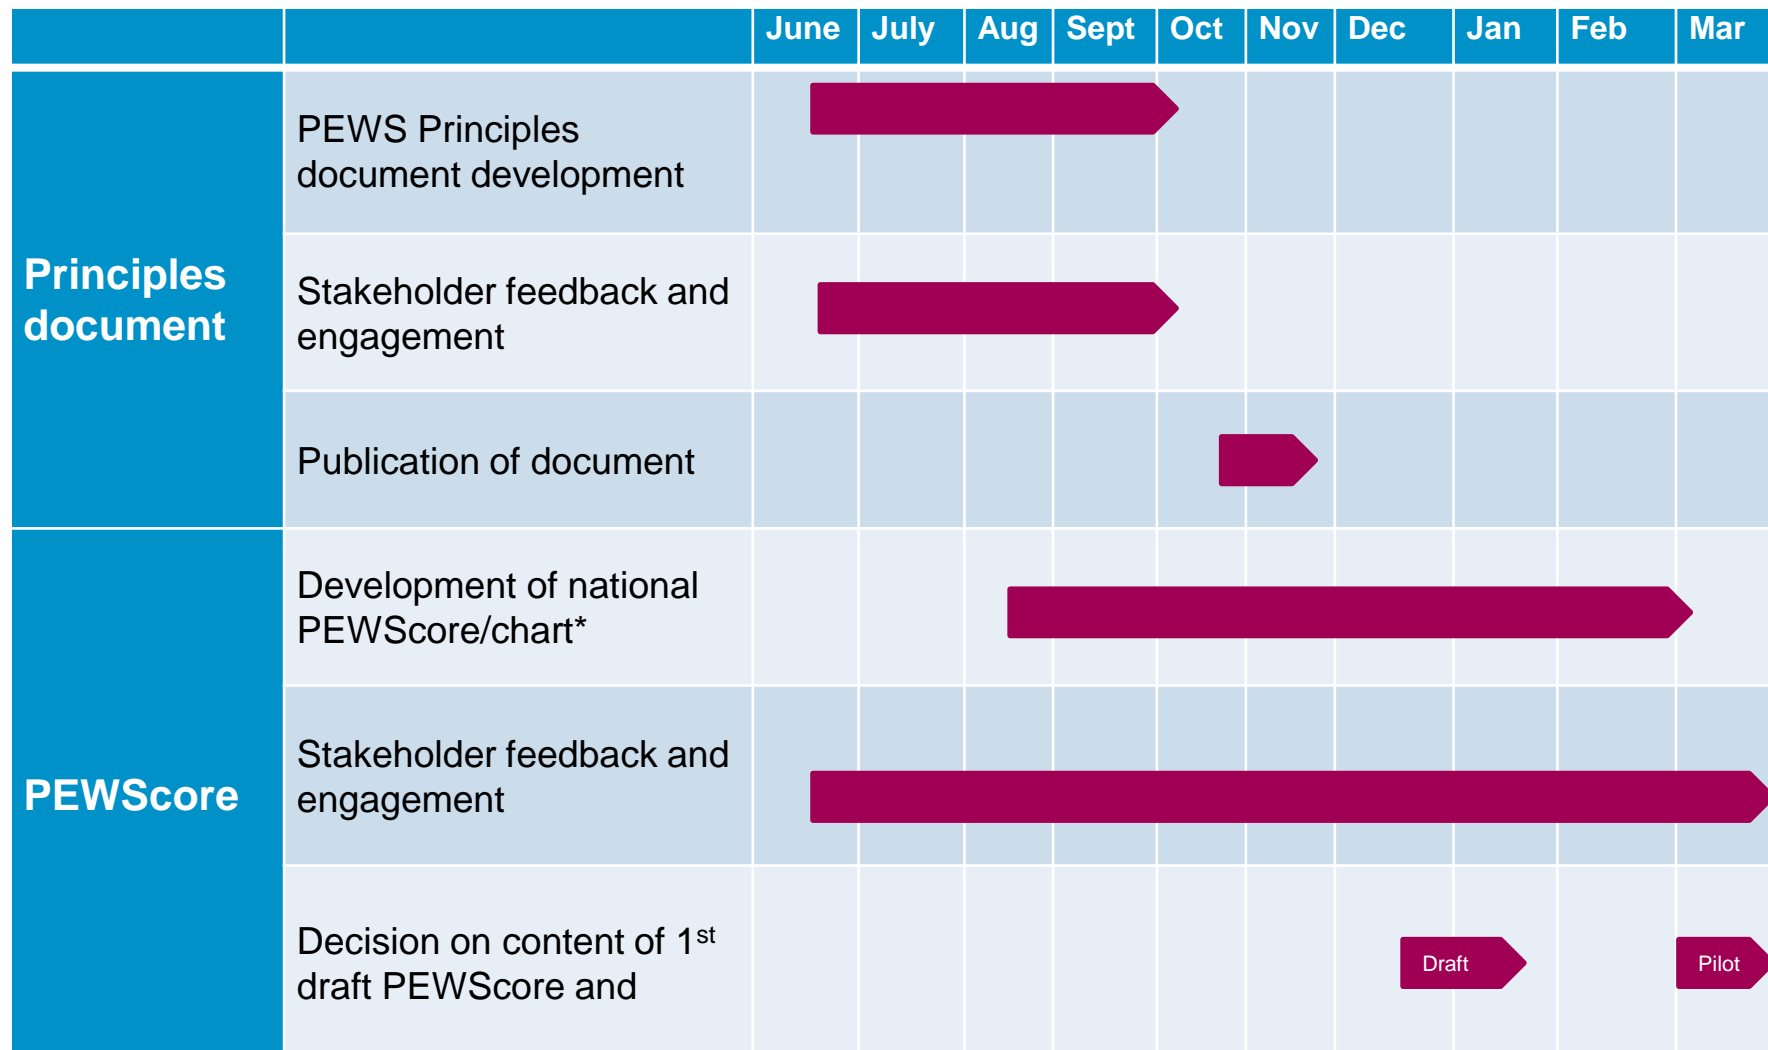 June July Aug Sept Oct Nov Dec Jan Feb Mar
Principles
document
PEWS Principles
document development
Stakeholder feedback and
engagement
Publication of document
PEWScore
Development of national
PEWScore/chart*
Stakeholder feedback and
engagement
Decision on content of 1st
draft PEWScore and
Draft
Pilot